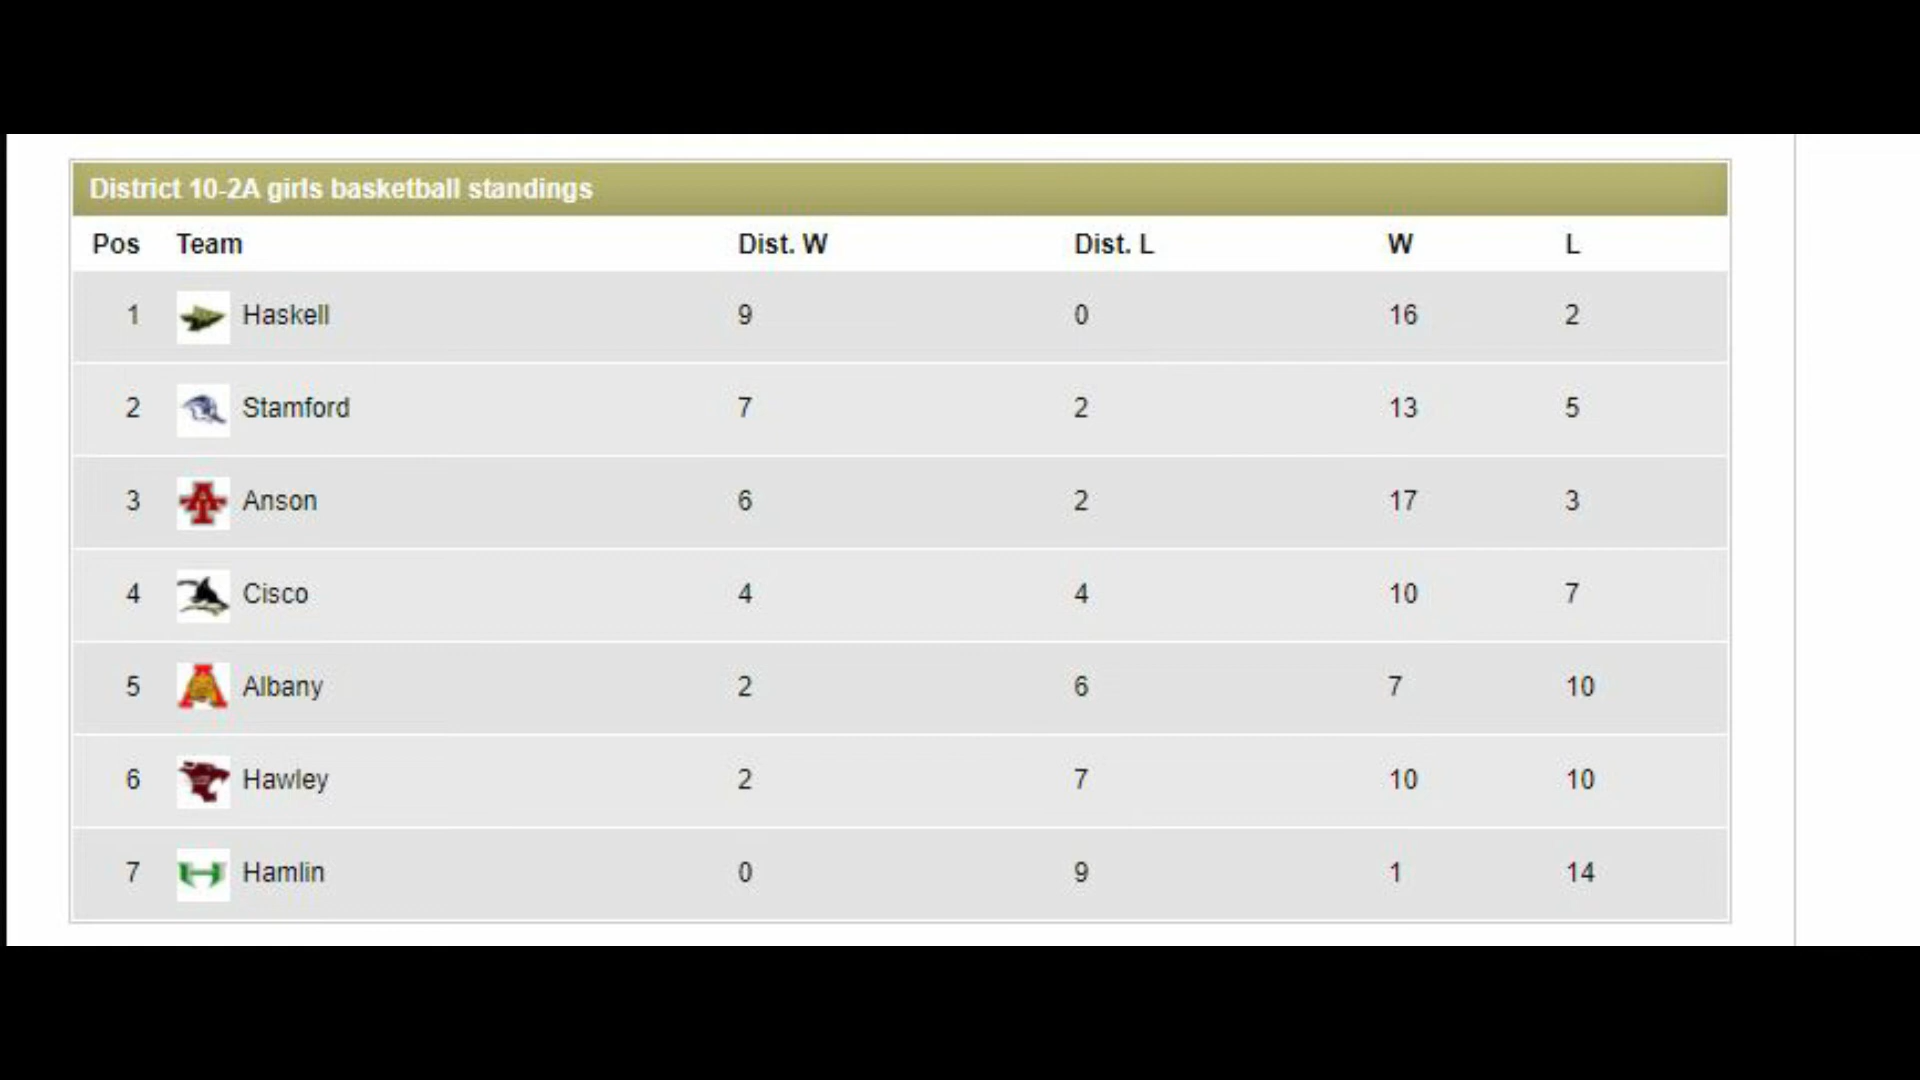 District 10-2A girls basketball standings
Pos Team Dist. W Dist. L W L
1 Haskell 9 0 16 2
2 Stamford 7 2 13 5
3 Anson 6 2 17 3
4 Cisco 4 4 10 7
5 Albany 2 6 7 10
6 Hawley 2 7 10 10
7 Hamlin 0 9 1 14